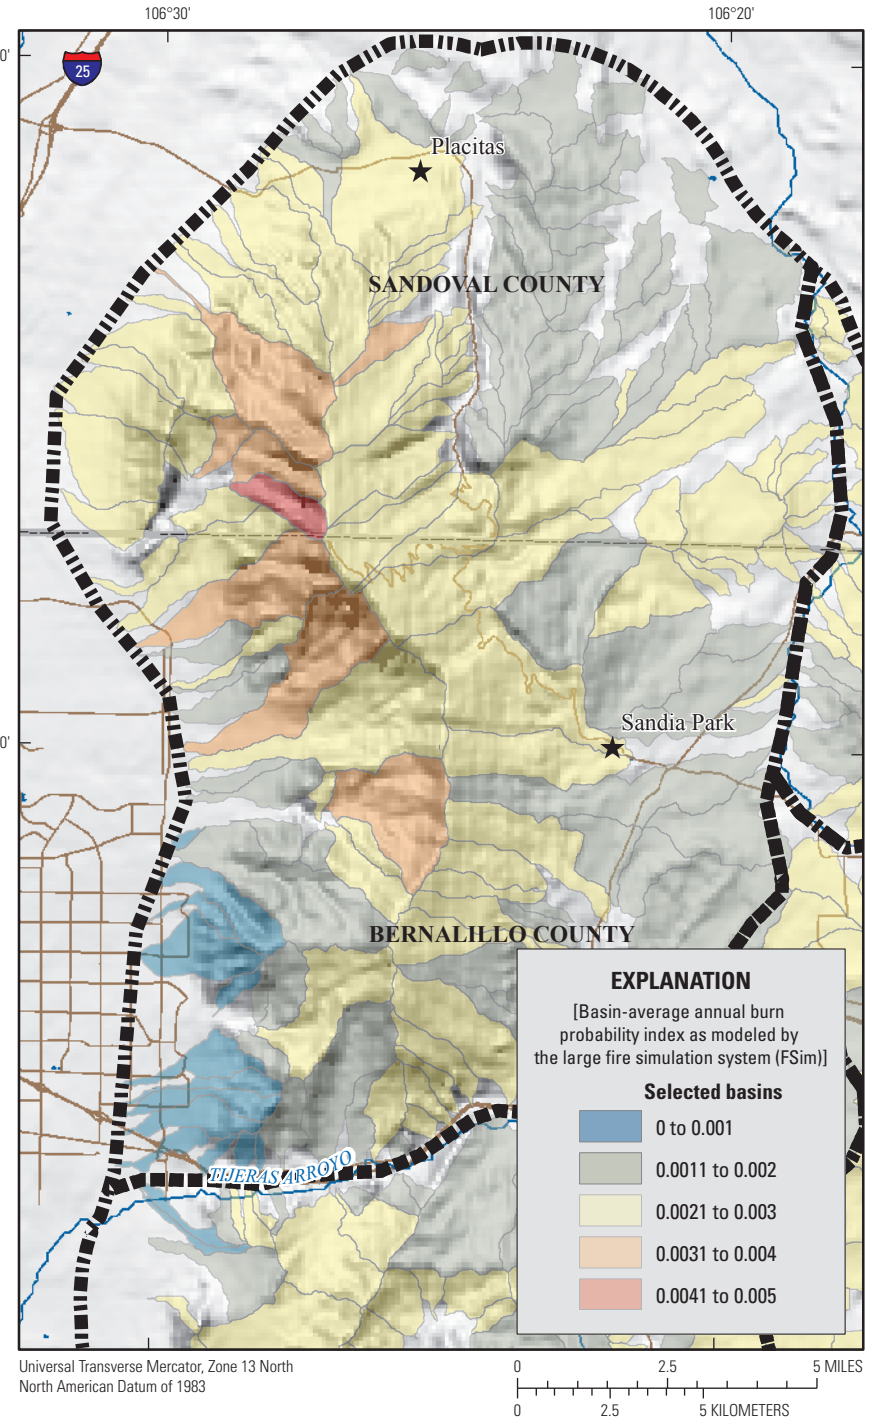 106°30'
106°20'
0'
25
Placitas
SANDOVAL COUNTY
Sandia Park
0'
BERNALILLO COUNTY
TIJERAS ARROYO
EXPLANATION
[Basin-average annual burn
probability index as modeled by
the large fire simulation system (FSim)]
Selected basins
0 to 0.001
0.0011 to 0.002
0.0021 to 0.003
0.0031 to 0.004
0.0041 to 0.005
Universal Transverse Mercator, Zone 13 North
North American Datum of 1983
0 2.5 5 MILES
0 2.5 5 KILOMETERS